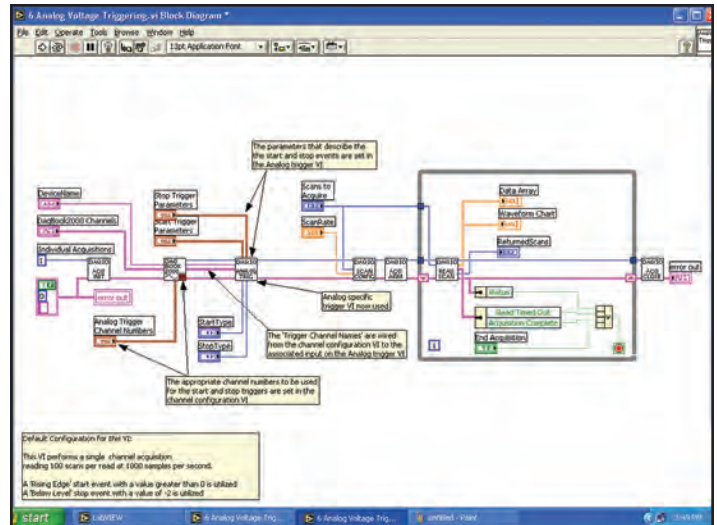 6 Analog Voltage Triggering.vi Block Diagram *
File Edit Operate Tools Browse Window Help
13pt Application Font
The parameters that describe the
the start and stop events are set in
the Analog trigger VI
DeviceName
DaqBook2000 Channels
Individual Acquisitions
Stop Trigger
Parameters
Start Trigger
Parameters
Scans to
Acquire
ScanRate
Data Array
Waveform Chart
ReturnedScans
error out
error out
Analog Trigger
Channel Numbers
StartType
StopType
Analog specific
trigger VI now used
The 'Trigger Channel Names' are wired
from the channel configuration VI to the
associated input on the Analog trigger VI
The appropriate channel numbers to be used
for the start and stop triggers are set in the
channel configuration VI
status
Read Timed Out
Acquisition Complete
End Acquisition
Default Configuration for this VI:
This VI performs a single channel acquisition
reading 100 scans per read at 1000 samples per second.
A 'Rising Edge' start event with a value greater than 0 is utilized
A 'Below Level' stop event with a value of -2 is utilized
start
LabVIEW
6 Analog Voltage Trig...
6 Analog Voltage Trig...
untitled - Paint